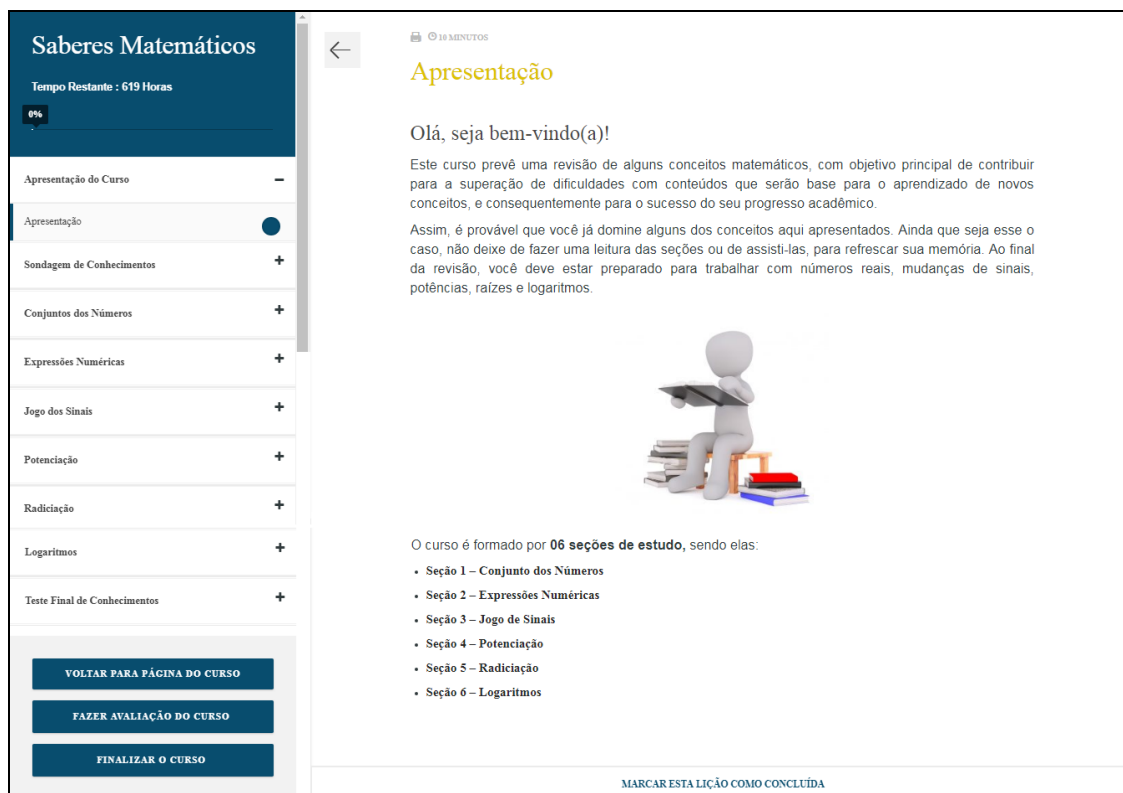 Saberes Matemáticos
Tempo Restante : 619 Horas
0%
Apresentação do Curso
Apresentação
Sondagem de Conhecimentos
Conjuntos dos Números
Expressões Numéricas
Jogo dos Sinais
Potenciação
Radiciação
Logaritmos
Teste Final de Conhecimentos
VOLTAR PARA PÁGINA DO CURSO
FAZER AVALIAÇÃO DO CURSO
FINALIZAR O CURSO
10 MINUTOS
Apresentação
Olá, seja bem-vindo(a)!
Este curso prevê uma revisão de alguns conceitos matemáticos, com objetivo principal de contribuir
para a superação de dificuldades com conteúdos que serão base para o aprendizado de novos
conceitos, e consequentemente para o sucesso do seu progresso acadêmico.
Assim, é provável que você já domine alguns dos conceitos aqui apresentados. Ainda que seja esse o
caso, não deixe de fazer uma leitura das seções ou de assisti-las, para refrescar sua memória. Ao final
da revisão, você deve estar preparado para trabalhar com números reais, mudanças de sinais,
potências, raízes e logaritmos.
O curso é formado por 06 seções de estudo, sendo elas:
• Seção 1 – Conjunto dos Números
• Seção 2 – Expressões Numéricas
• Seção 3 – Jogo de Sinais
• Seção 4 – Potenciação
• Seção 5 – Radiciação
• Seção 6 – Logaritmos
MARCAR ESTA LIÇÃO COMO CONCLUÍDA